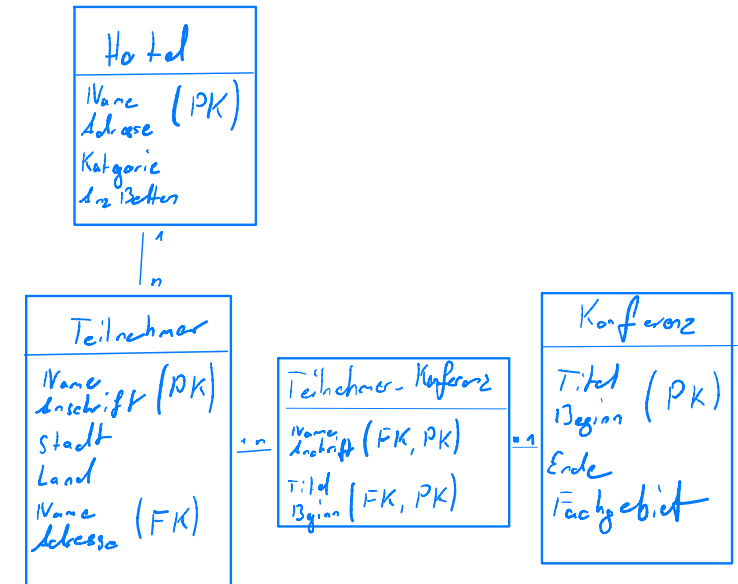 Hotel
Name
Adresse (PK)
Kategorie
Anz Betten
1
n
Teilnehmer
Name
Anschrift (PK)
Stadt
Land
Name
Adresse (FK)
1 n
Teilnehmer-Konferenz
Name
Anschrift (FK, PK)
Titel
Beginn (FK, PK)
n 1
Konferenz
Titel
Beginn (PK)
Ende
Fachgebiet